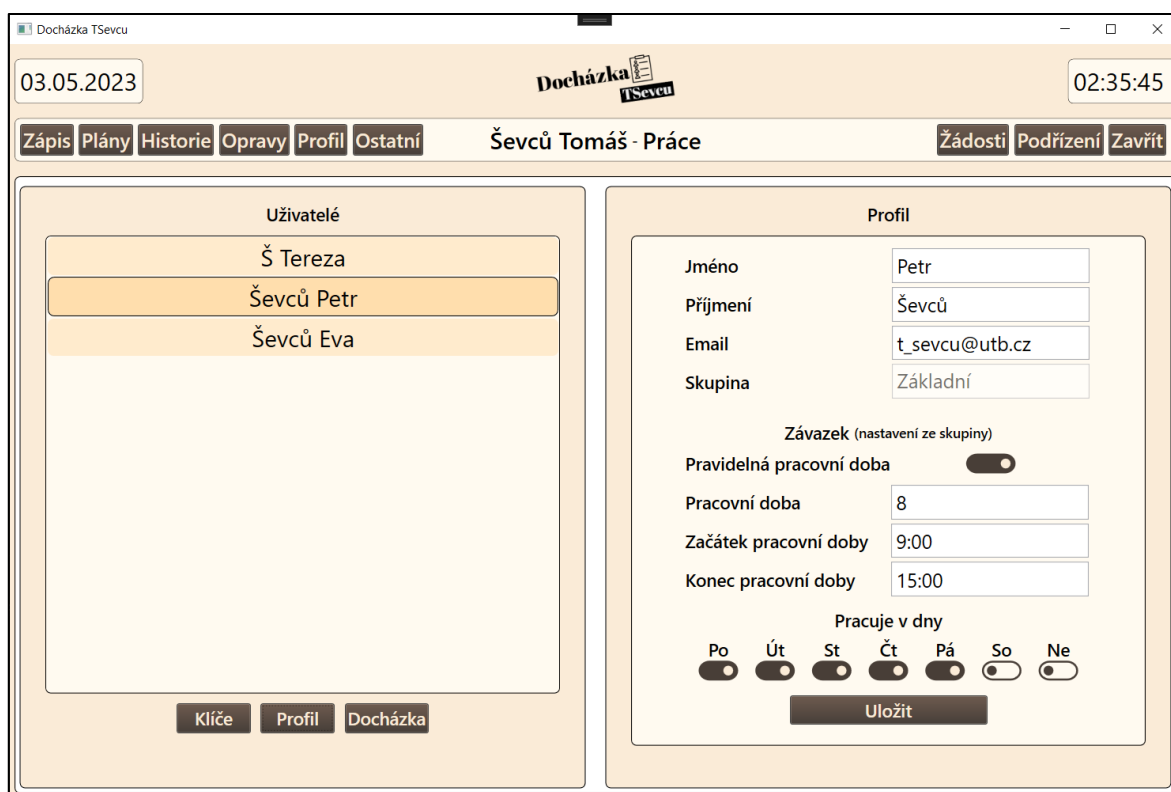 Docházka TSevcu
03.05.2023
Docházka
TSevcu
02:35:45
Zápis Plány Historie Opravy Profil Ostatní Ševců Tomáš - Práce Žádosti Podřízení Zavřít
Uživatelé
Š Tereza
Ševců Petr
Ševců Eva
Klíče Profil Docházka
Profil
Jméno Petr
Příjmení Ševců
Email t_sevcu@utb.cz
Skupina Základní
Závazek (nastavení ze skupiny)
Pravidelná pracovní doba
Pracovní doba 8
Začátek pracovní doby 9:00
Konec pracovní doby 15:00
Pracuje v dny
Po Út St Čt Pá So Ne
Uložit